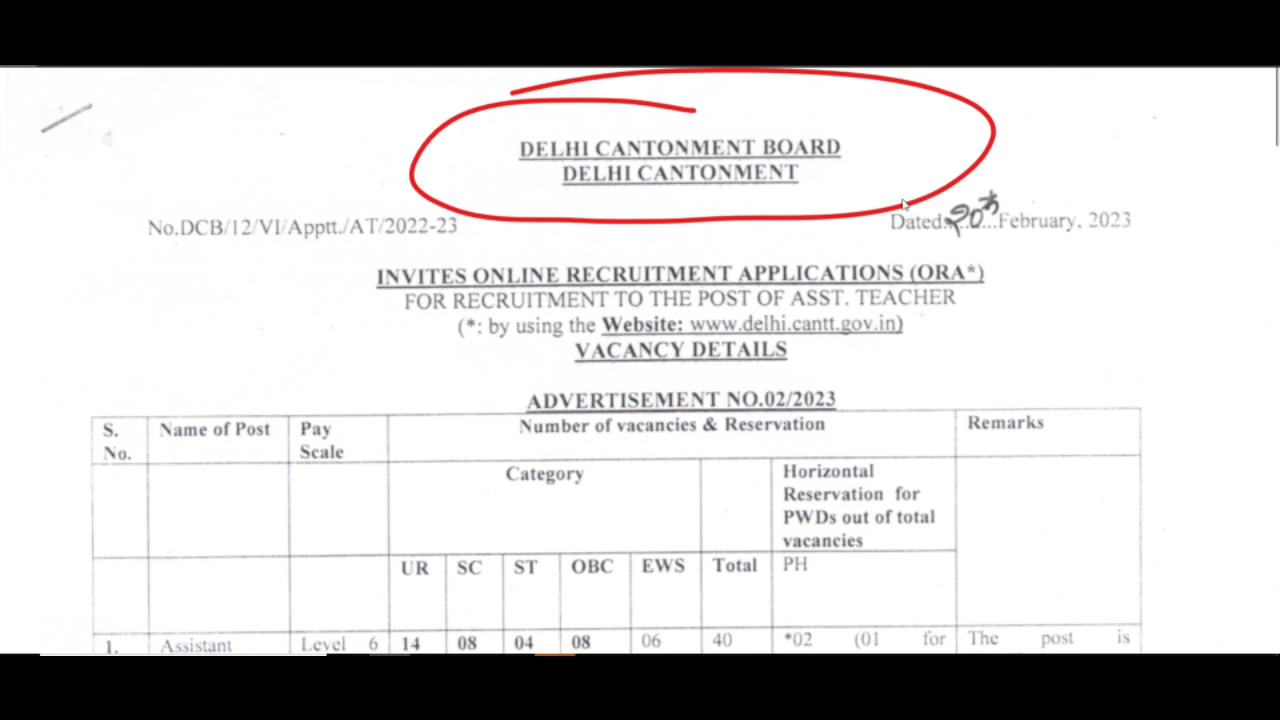 DELHI CANTONMENT BOARD
DELHI CANTONMENT
No.DCB/12/VI/Apptt./AT/2022-23
Dated:..20th...February, 2023
INVITES ONLINE RECRUITMENT APPLICATIONS (ORA*)
FOR RECRUITMENT TO THE POST OF ASST. TEACHER
(*: by using the Website: www.delhi.cantt.gov.in)
VACANCY DETAILS
ADVERTISEMENT NO.02/2023
S. No.
Name of Post
Pay Scale
Number of vacancies & Reservation
Remarks
Category
Horizontal
Reservation for
PWDs out of total
vacancies
UR SC ST OBC EWS Total PH
1. Assistant Level 6 14 08 04 08 06 40 *02 (01 for The post is